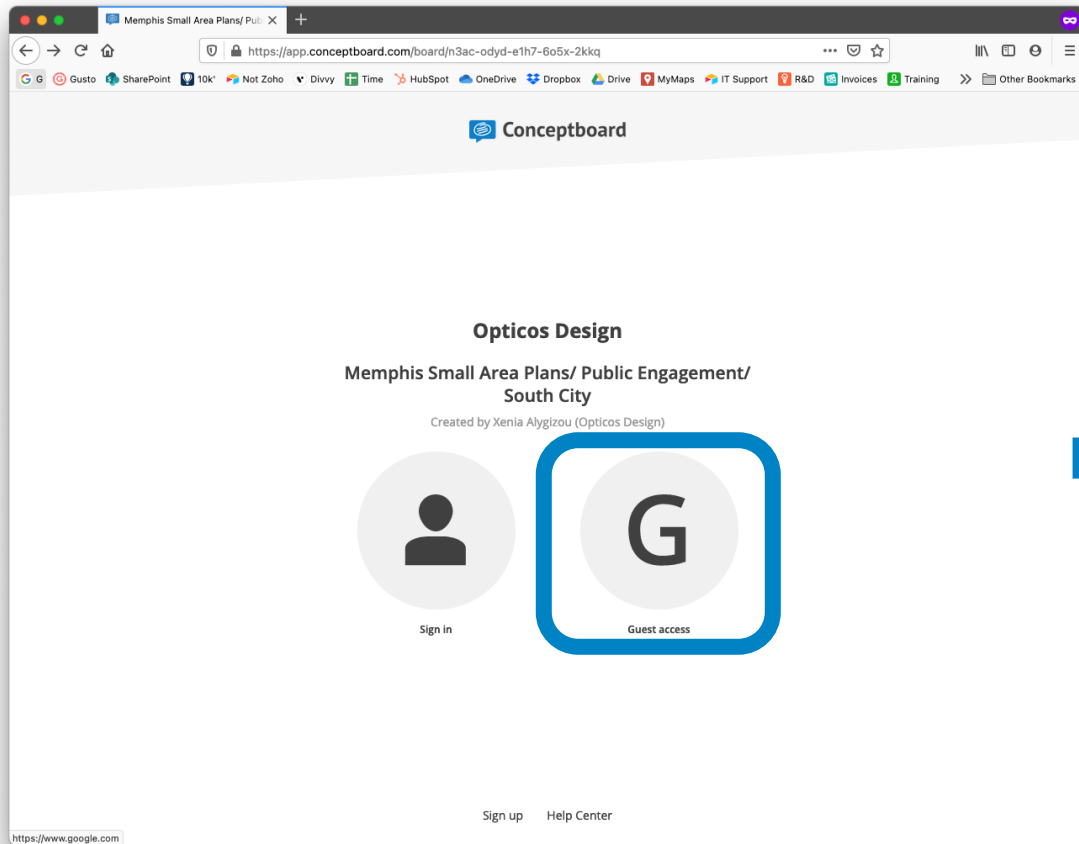 Memphis Small Area Plans/ Pub
https://app.conceptboard.com/board/n3ac-odyd-e1h7-6o5x-2kkq
G G Gusto SharePoint 10k' Not Zoho Divvy Time HubSpot OneDrive Dropbox Drive MyMaps IT Support R&D Invoices Training Other Bookmarks
Conceptboard
Opticos Design
Memphis Small Area Plans/ Public Engagement/
South City
Created by Xenia Alygizou (Opticos Design)
G
Sign in Guest access
Sign up Help Center
https://www.google.com